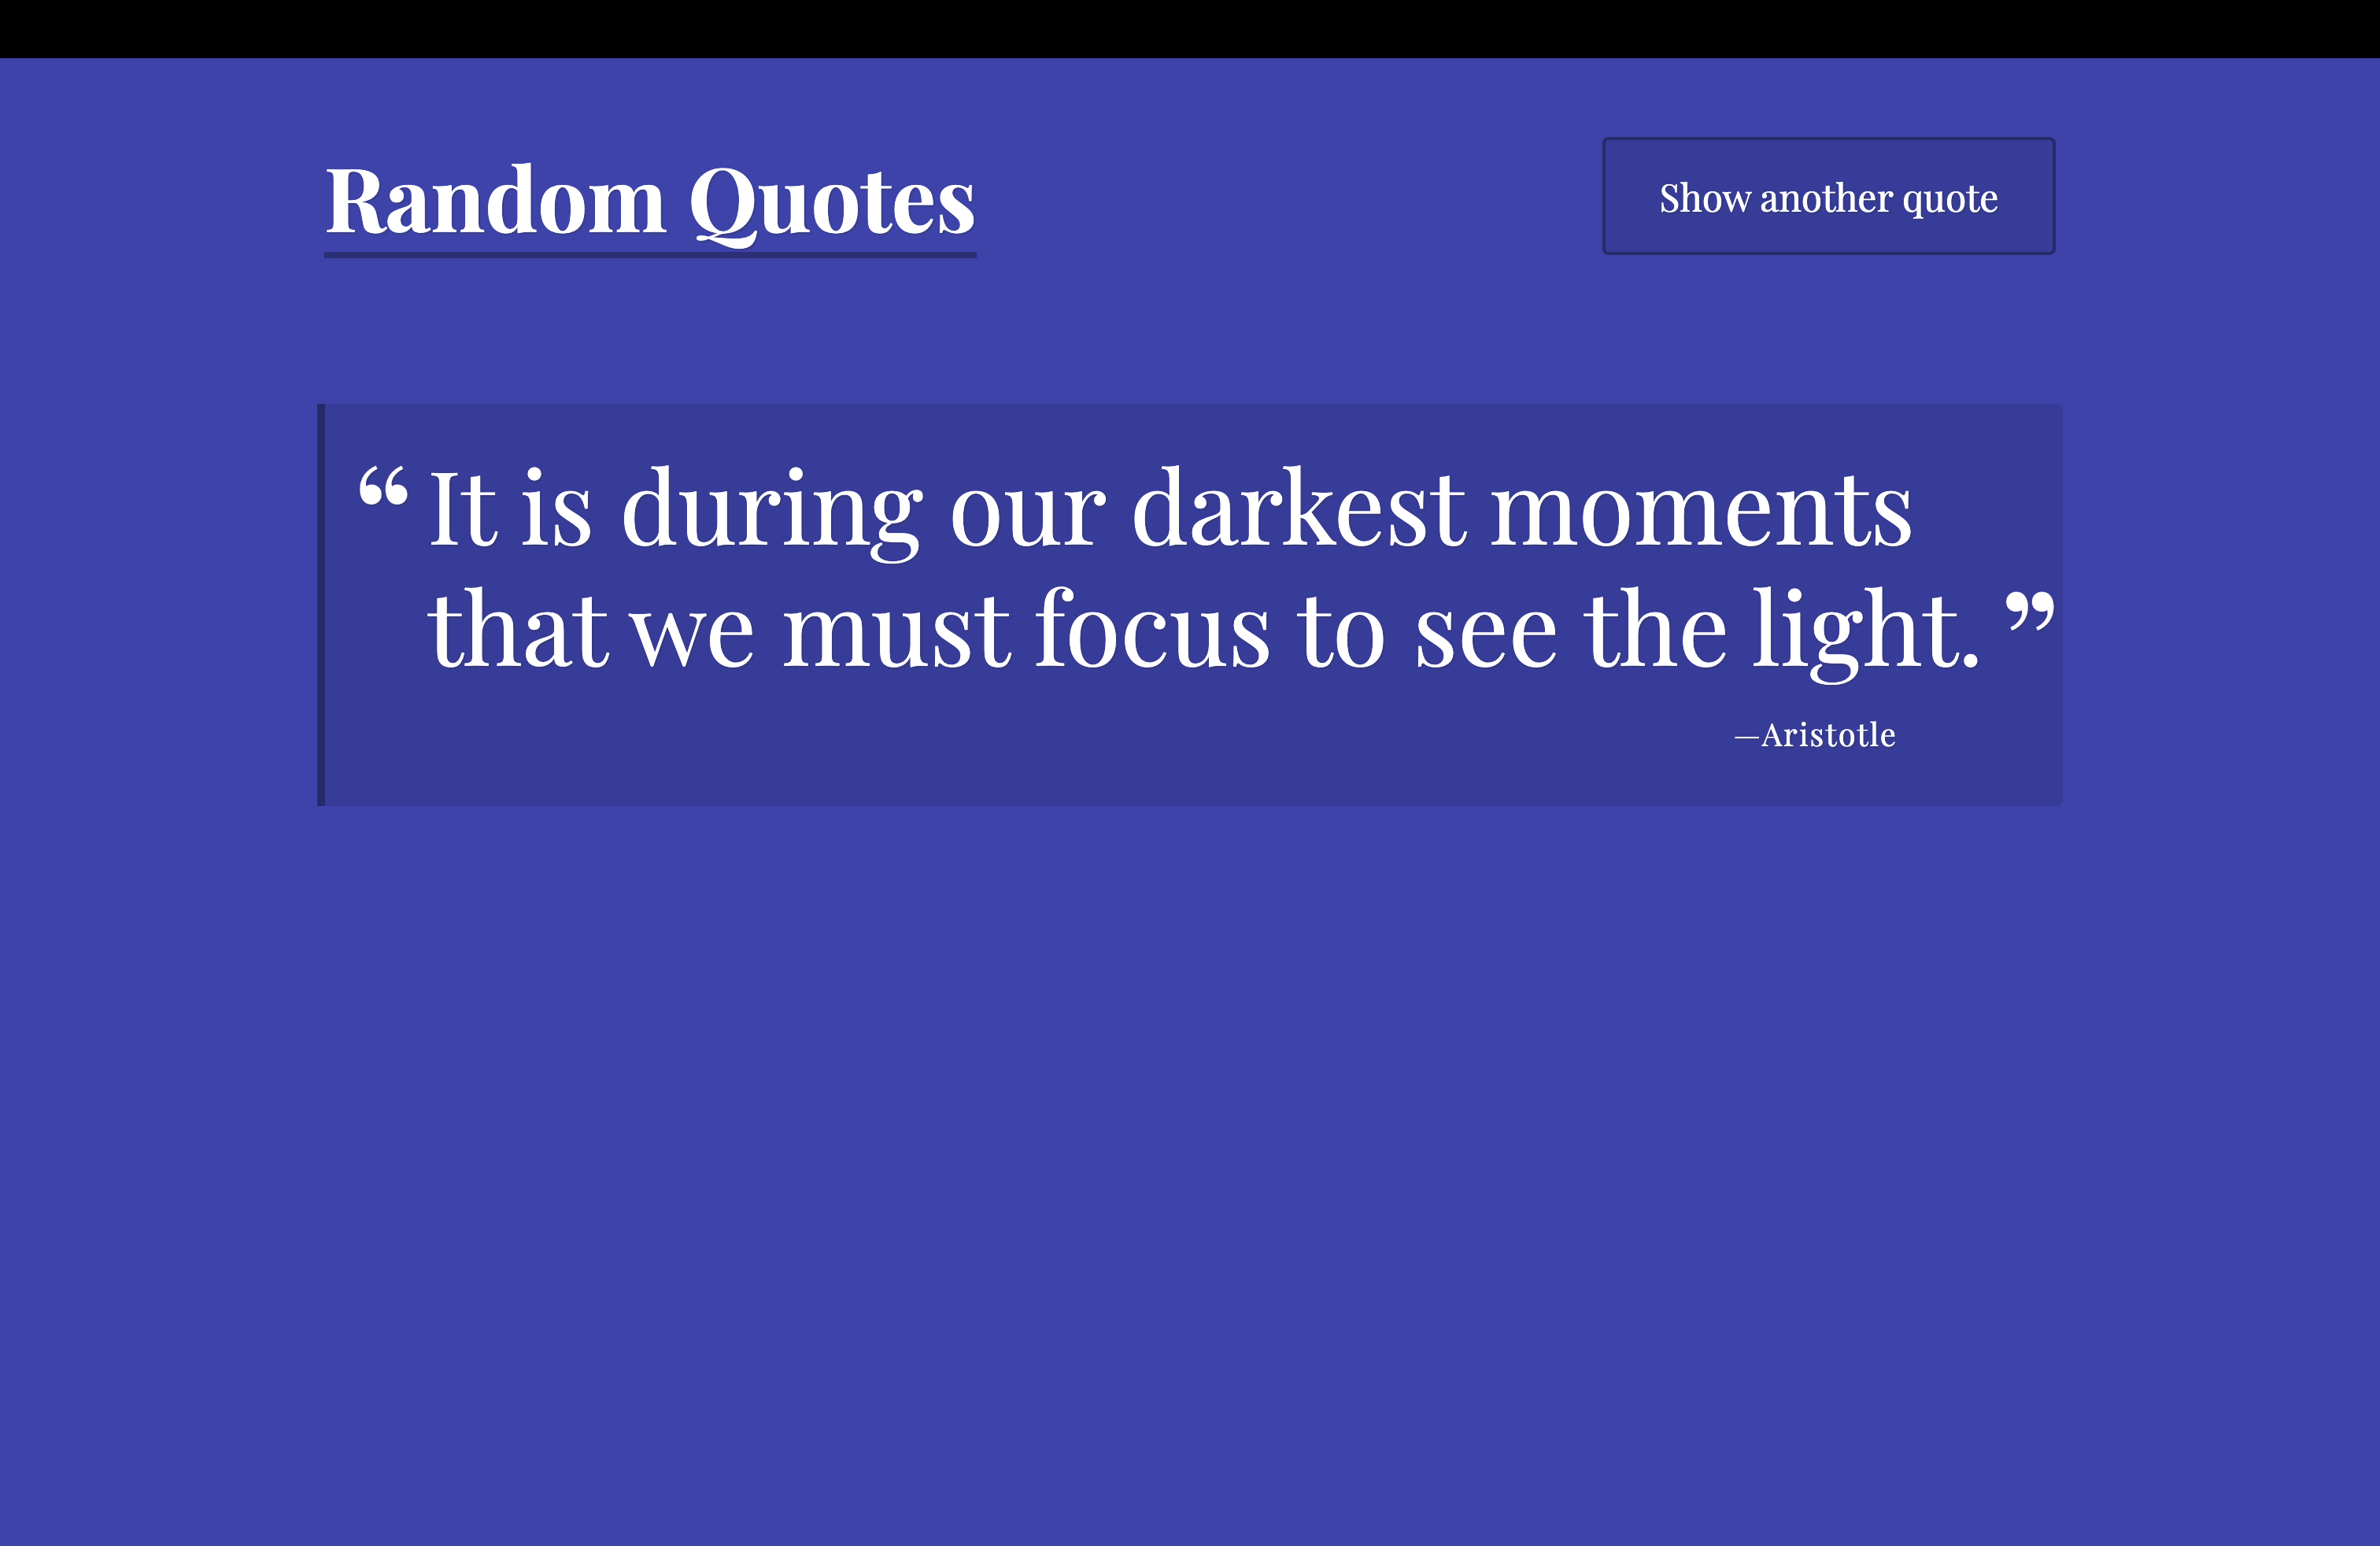 Random Quotes
Show another quote
“ It is during our darkest moments
that we must focus to see the light. ”
—Aristotle